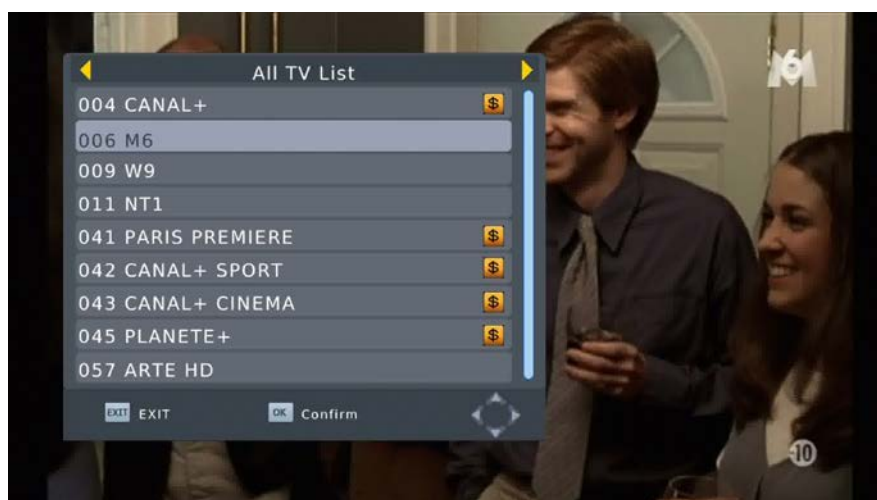 All TV List
M6
004 CANAL+ $
006 M6
009 W9
011 NT1
041 PARIS PREMIERE $
042 CANAL+ SPORT $
043 CANAL+ CINEMA $
045 PLANETE+ $
057 ARTE HD
EXIT EXIT
OK Confirm
-10